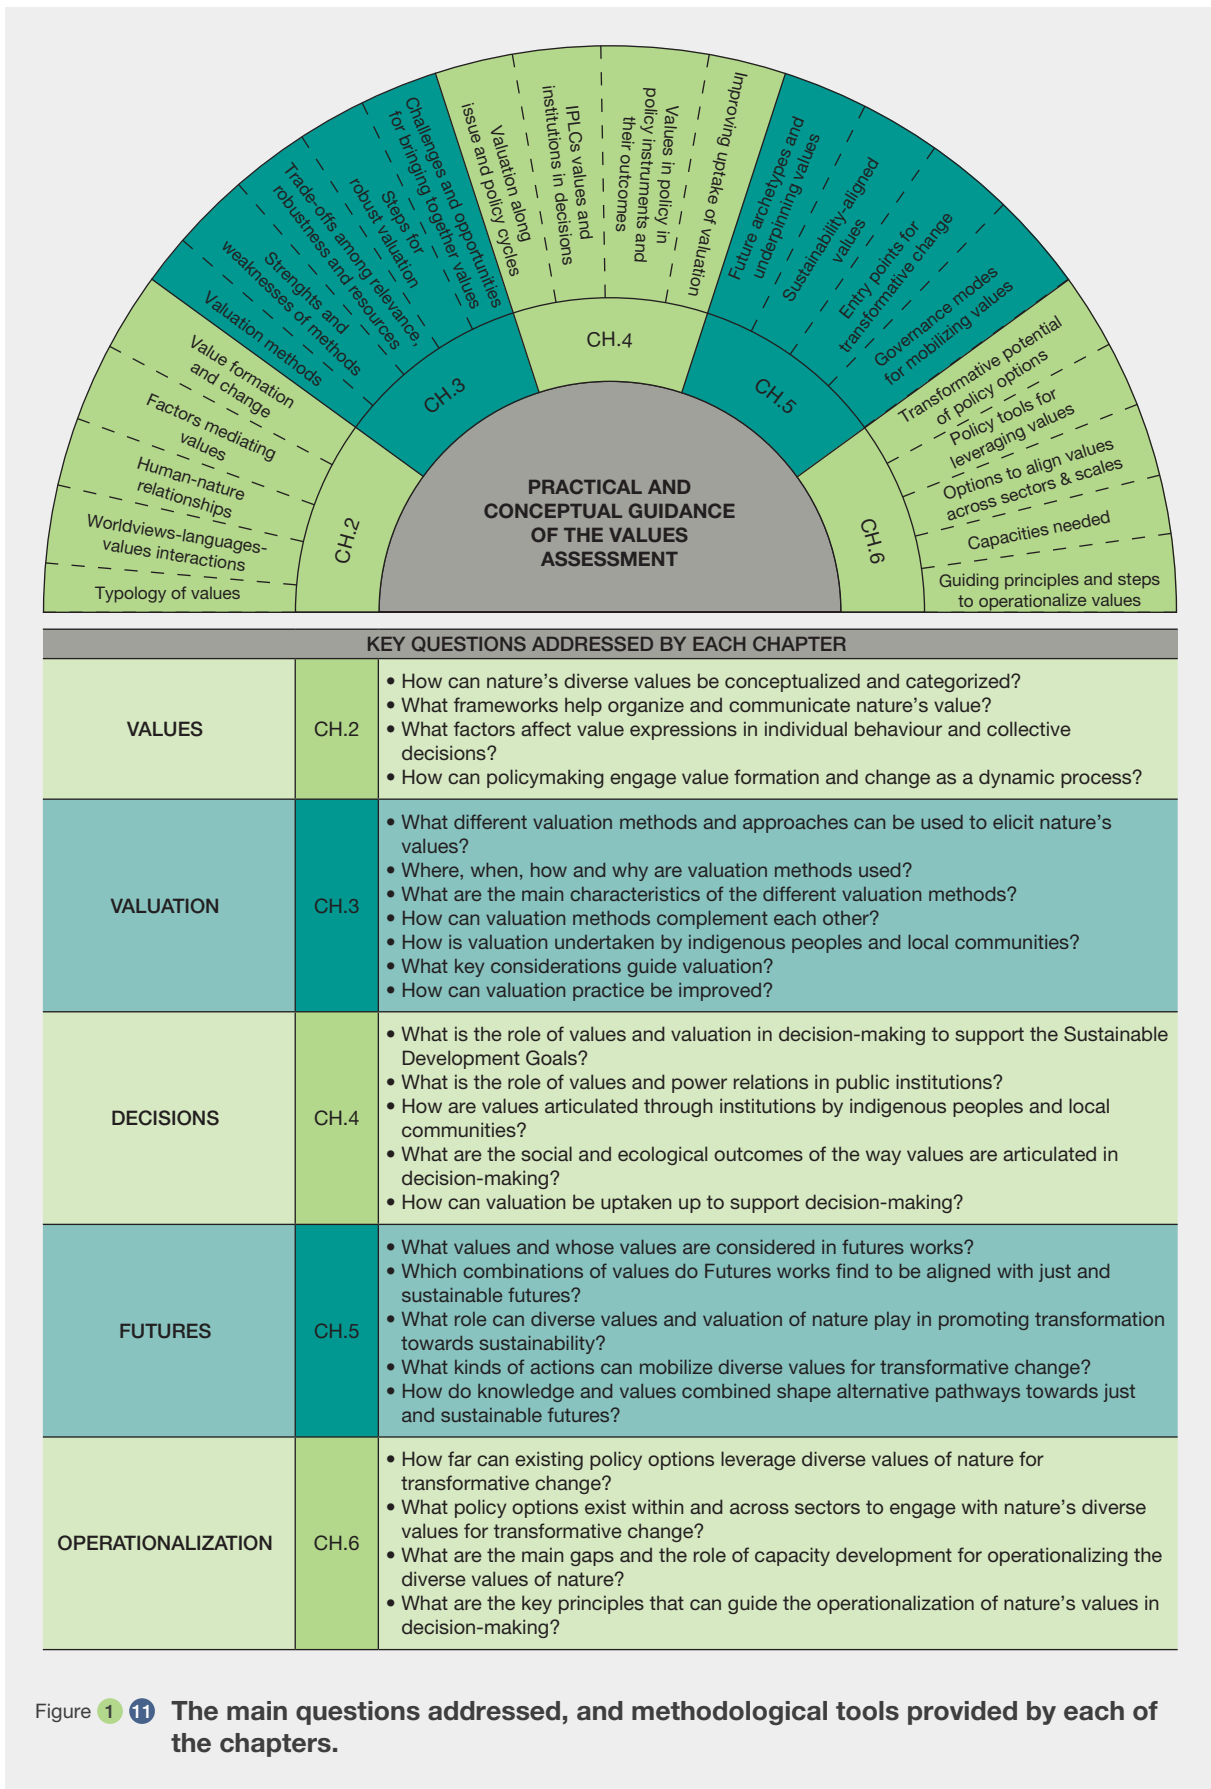 Typology of values
Worldviews-languages-
values interactions
Human-nature
relationships
Factors mediating
values
Value formation
and change
CH.2
Valuation methods
Strenghts and
weaknesses of methods
Trade-offs among relevance,
robustness and resources
Steps for
robust valuation
Challenges and opportunities
for bringing together values
CH.3
Valuation along
issue and policy cycles
IPLCs values and
institutions in decisions
Values in policy in
policy instruments and
their outcomes
Improving uptake of valuation
CH.4
Future archetypes and
underpinning values
Sustainability-aligned
values
Entry points for
transformative change
Governance modes
for mobilizing values
CH.5
Transformative potential
of policy options
Policy tools for
leveraging values
Options to align values
across sectors & scales
Capacities needed
Guiding principles and steps
to operationalize values
CH.6
PRACTICAL AND
CONCEPTUAL GUIDANCE
OF THE VALUES
ASSESSMENT
KEY QUESTIONS ADDRESSED BY EACH CHAPTER
VALUES
CH.2
• How can nature's diverse values be conceptualized and categorized?
• What frameworks help organize and communicate nature's value?
• What factors affect value expressions in individual behaviour and collective
decisions?
• How can policymaking engage value formation and change as a dynamic process?
VALUATION
CH.3
• What different valuation methods and approaches can be used to elicit nature's
values?
• Where, when, how and why are valuation methods used?
• What are the main characteristics of the different valuation methods?
• How can valuation methods complement each other?
• How is valuation undertaken by indigenous peoples and local communities?
• What key considerations guide valuation?
• How can valuation practice be improved?
DECISIONS
CH.4
• What is the role of values and valuation in decision-making to support the Sustainable
Development Goals?
• What is the role of values and power relations in public institutions?
• How are values articulated through institutions by indigenous peoples and local
communities?
• What are the social and ecological outcomes of the way values are articulated in
decision-making?
• How can valuation be uptaken up to support decision-making?
FUTURES
CH.5
• What values and whose values are considered in futures works?
• Which combinations of values do Futures works find to be aligned with just and
sustainable futures?
• What role can diverse values and valuation of nature play in promoting transformation
towards sustainability?
• What kinds of actions can mobilize diverse values for transformative change?
• How do knowledge and values combined shape alternative pathways towards just
and sustainable futures?
OPERATIONALIZATION
CH.6
• How far can existing policy options leverage diverse values of nature for
transformative change?
• What policy options exist within and across sectors to engage with nature's diverse
values for transformative change?
• What are the main gaps and the role of capacity development for operationalizing the
diverse values of nature?
• What are the key principles that can guide the operationalization of nature's values in
decision-making?
Figure 1 11 The main questions addressed, and methodological tools provided by each of
the chapters.